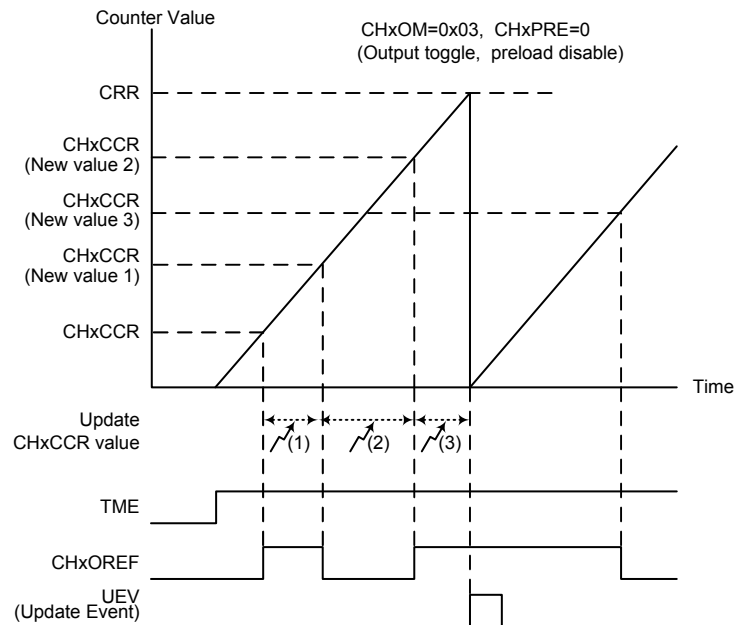 Counter Value
CHxOM=0x03, CHxPRE=0
(Output toggle, preload disable)
CRR
CHxCCR
(New value 2)
CHxCCR
(New value 3)
CHxCCR
(New value 1)
CHxCCR
Time
Update
CHxCCR value
(1)
(2)
(3)
TME
CHxOREF
UEV
(Update Event)